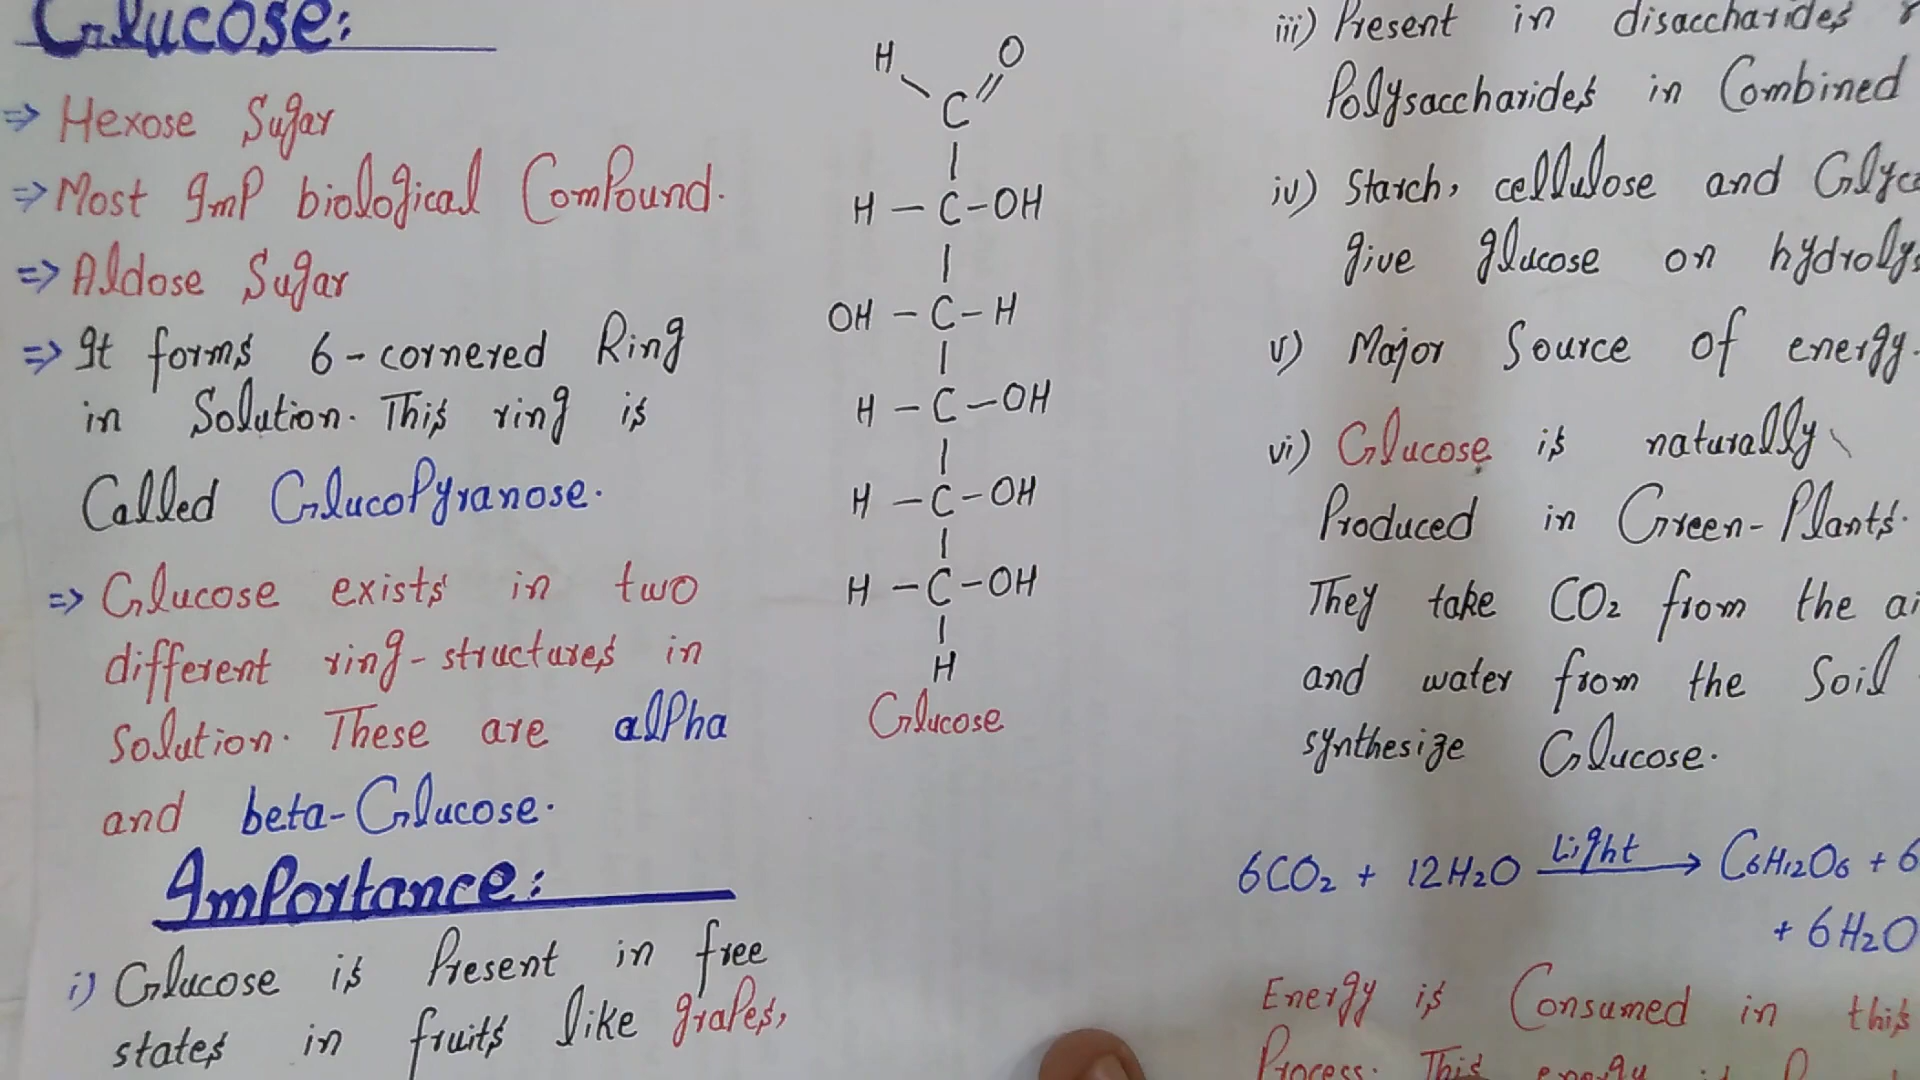 Glucose:
⇒ Hexose Sugar
⇒ Most Imp biological Compound.
⇒ Aldose Sugar
⇒ It forms 6-cornered Ring
in Solution. This ring is
Called Glucopyranose.
⇒ Glucose exists in two
different ring-structures in
Solution. These are alpha
and beta-Glucose.
Importance:
i) Glucose is Present in free
states in fruits like grapes,
H O
C
H - C - OH
OH - C - H
H - C - OH
H - C - OH
H - C - OH
H
Glucose
iii) Present in disaccharides
Polysaccharides in Combined
iv) Starch, cellulose and
give glucose on
v) Major Source of energy.
vi) Glucose is naturally
Produced in Green-Plants.
They take CO2 from the
and water from the Soil
synthesize Glucose.
6CO2 + 12H2O Light → C6H12O6 + 6
+ 6H2O
Energy is Consumed in this
Process. This energy